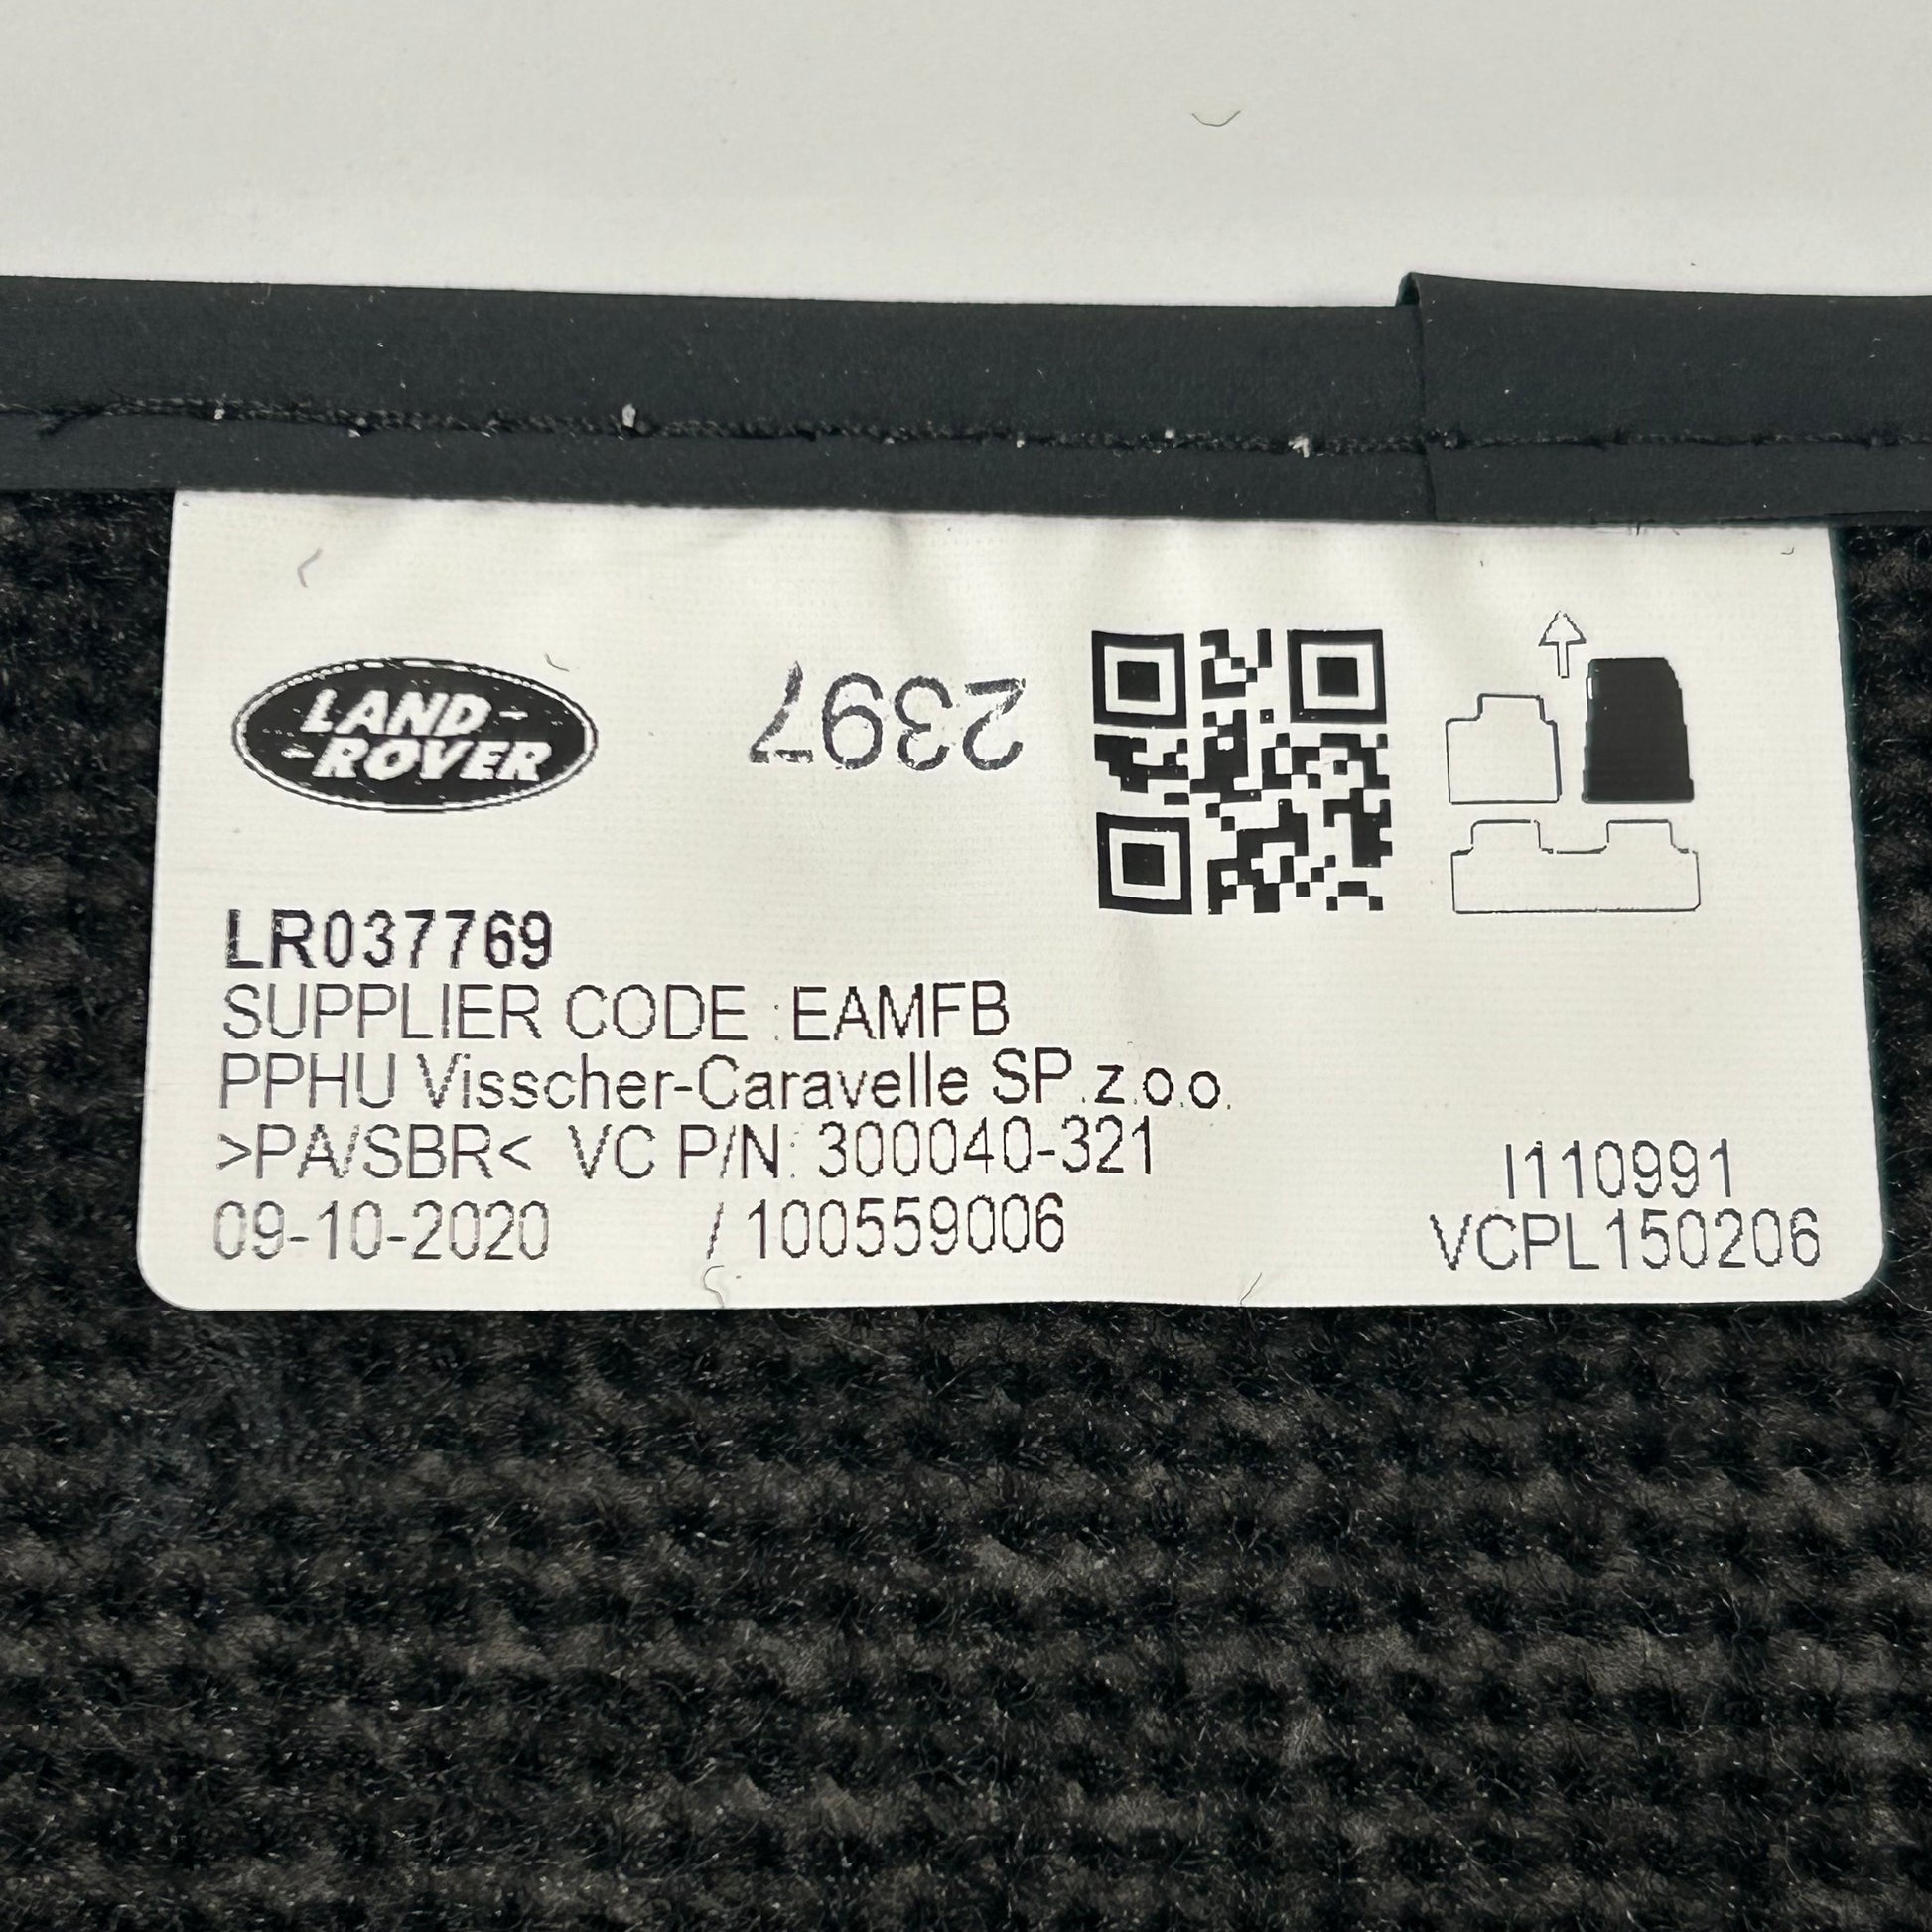 LAND-
-ROVER
2397
LR037769
SUPPLIER CODE :EAMFB
PPHU Visscher-Caravelle SP.z.o.o.
>PA/SBR< VC P/N: 300040-321
09-10-2020 / 100559006
I110991
VCPL150206